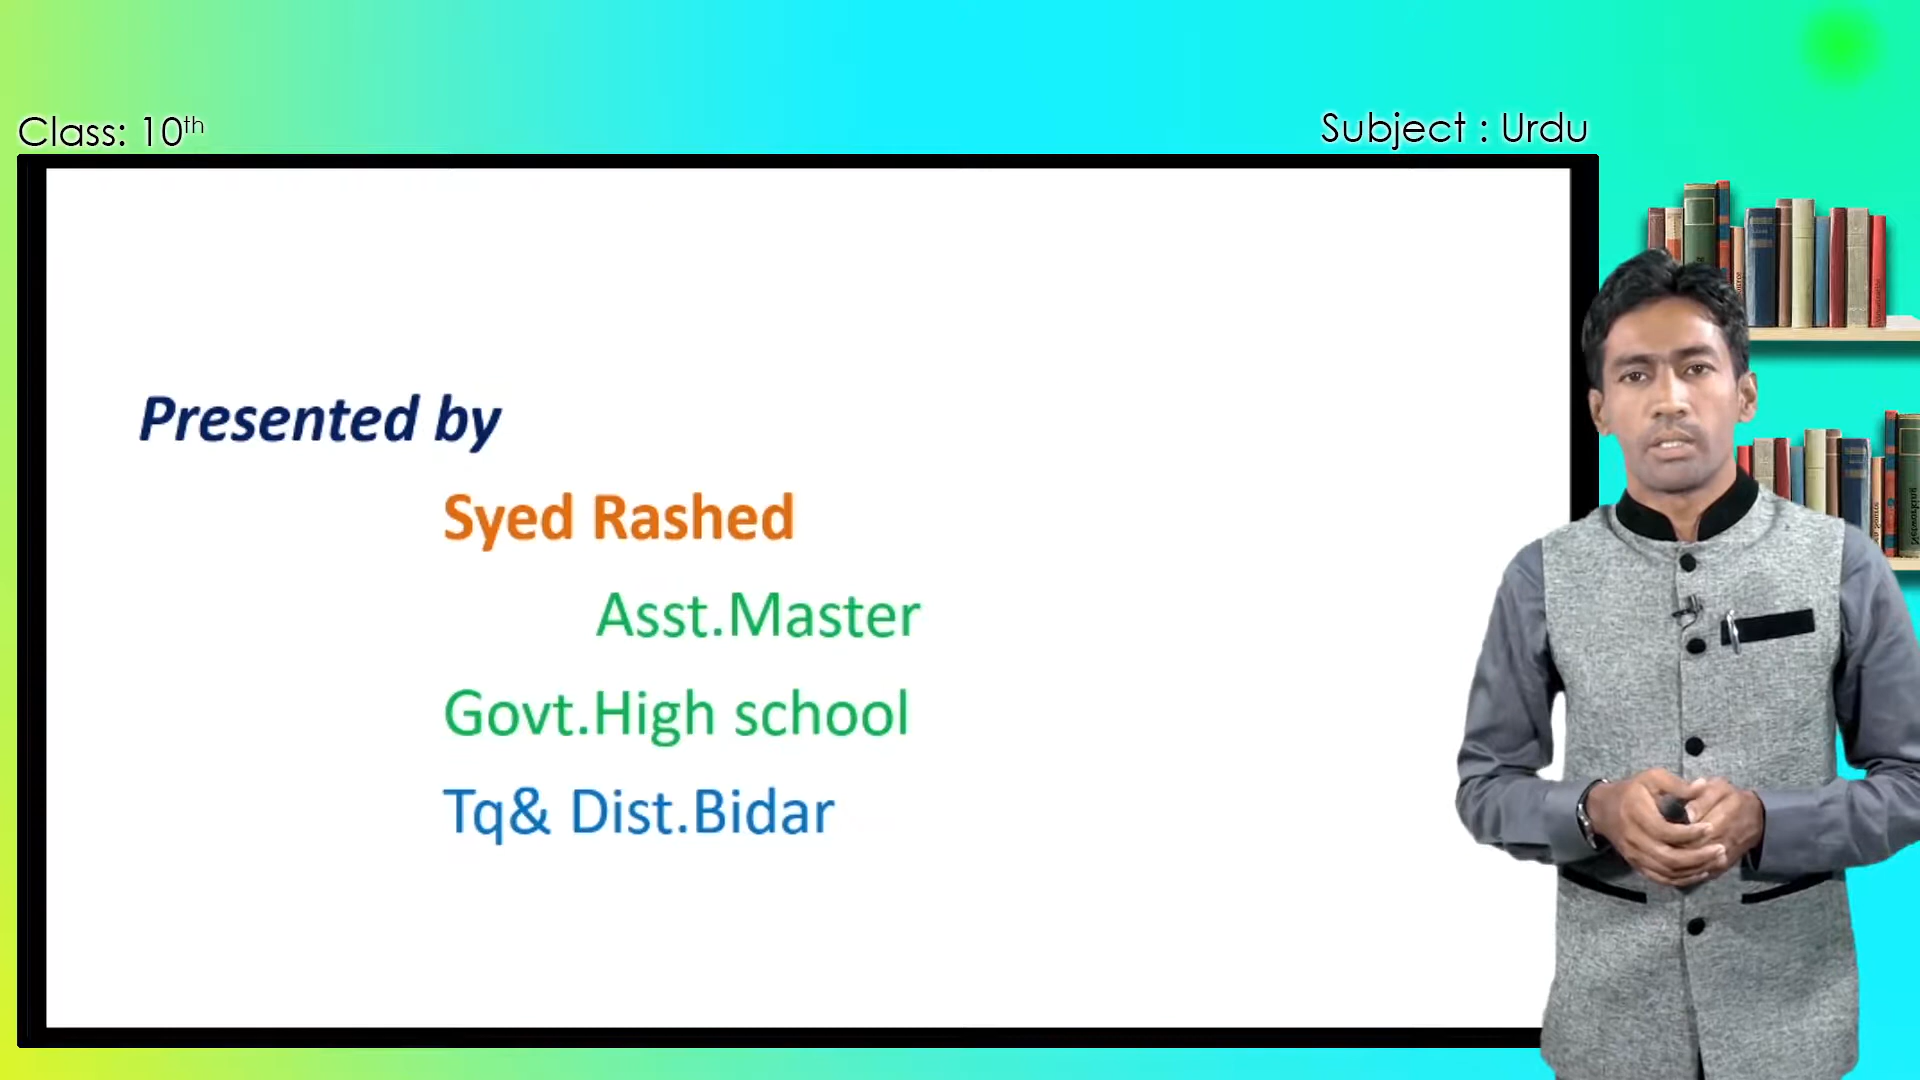 Class: 10th
Subject : Urdu
Presented by
Syed Rashed
Asst.Master
Govt.High school
Tq& Dist.Bidar